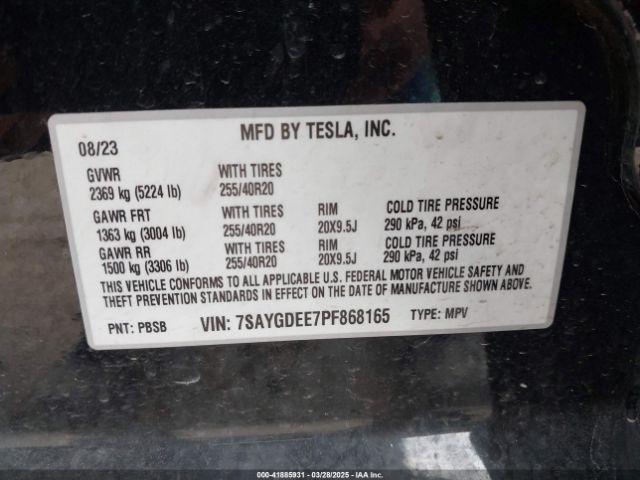 MFD BY TESLA, INC.
08/23
GVWR WITH TIRES
2369 kg (5224 lb) 255/40R20
GAWR FRT WITH TIRES RIM COLD TIRE PRESSURE
1363 kg (3004 lb) 255/40R20 20X9.5J 290 kPa, 42 psi
GAWR RR WITH TIRES RIM COLD TIRE PRESSURE
1500 kg (3306 lb) 255/40R20 20X9.5J 290 kPa, 42 psi
THIS VEHICLE CONFORMS TO ALL APPLICABLE U.S. FEDERAL MOTOR VEHICLE SAFETY AND
THEFT PREVENTION STANDARDS IN EFFECT ON THE DATE OF MANUFACTURE SHOWN ABOVE.
PNT: PBSB VIN: 7SAYGDEE7PF868165 TYPE: MPV
000-41885931 - 03/28/2025 - IAAI INC.